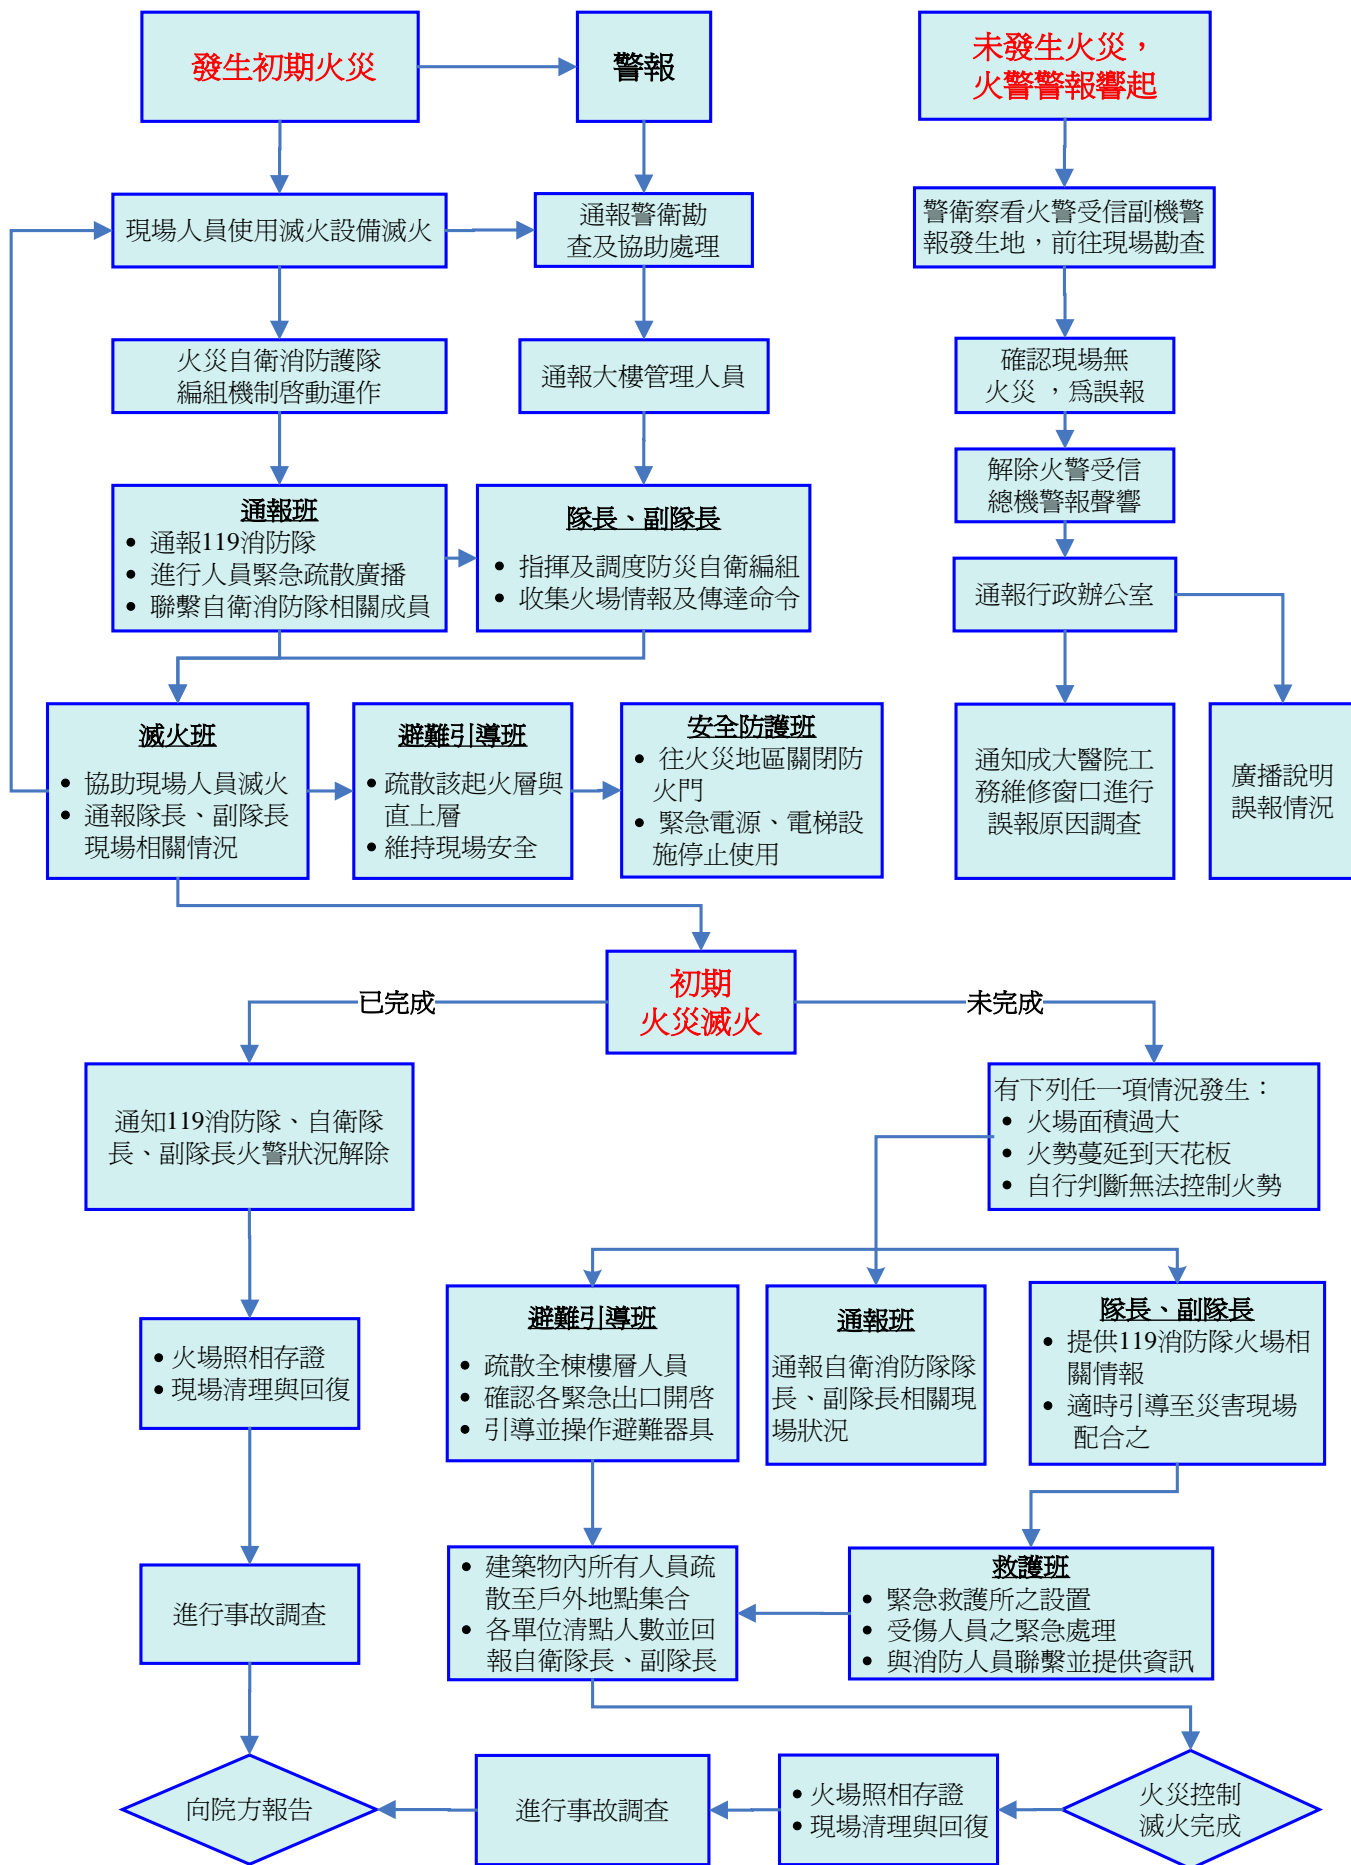 發生初期火災
警報
未發生火災，
火警警報響起
現場人員使用滅火設備滅火
通報警衛勘
查及協助處理
警衛察看火警受信副機警
報發生地，前往現場勘查
火災自衛消防護隊
編組機制啓動運作
通報大樓管理人員
確認現場無
火災，爲誤報
解除火警受信
總機警報聲響
通報班
• 通報119消防隊
• 進行人員緊急疏散廣播
• 聯繫自衛消防隊相關成員
隊長、副隊長
• 指揮及調度防災自衛編組
• 收集火場情報及傳達命令
通報行政辦公室
滅火班
• 協助現場人員滅火
• 通報隊長、副隊長
現場相關情況
避難引導班
• 疏散該起火層與
直上層
• 維持現場安全
安全防護班
• 往火災地區關閉防
火門
• 緊急電源、電梯設
施停止使用
通知成大醫院工
務維修窗口進行
誤報原因調查
廣播說明
誤報情況
初期
火災滅火
已完成
未完成
通知119消防隊、自衛隊
長、副隊長火警狀況解除
有下列任一項情況發生：
• 火場面積過大
• 火勢蔓延到天花板
• 自行判斷無法控制火勢
• 火場照相存證
• 現場清理與回復
避難引導班
• 疏散全棟樓層人員
• 確認各緊急出口開啓
• 引導並操作避難器具
通報班
通報自衛消防隊隊
長、副隊長相關現
場狀況
隊長、副隊長
• 提供119消防隊火場相
關情報
• 適時引導至災害現場
配合之
進行事故調查
• 建築物內所有人員疏
散至戶外地點集合
• 各單位清點人數並回
報自衛隊長、副隊長
救護班
• 緊急救護所之設置
• 受傷人員之緊急處理
• 與消防人員聯繫並提供資訊
向院方報告
進行事故調查
• 火場照相存證
• 現場清理與回復
火災控制
滅火完成